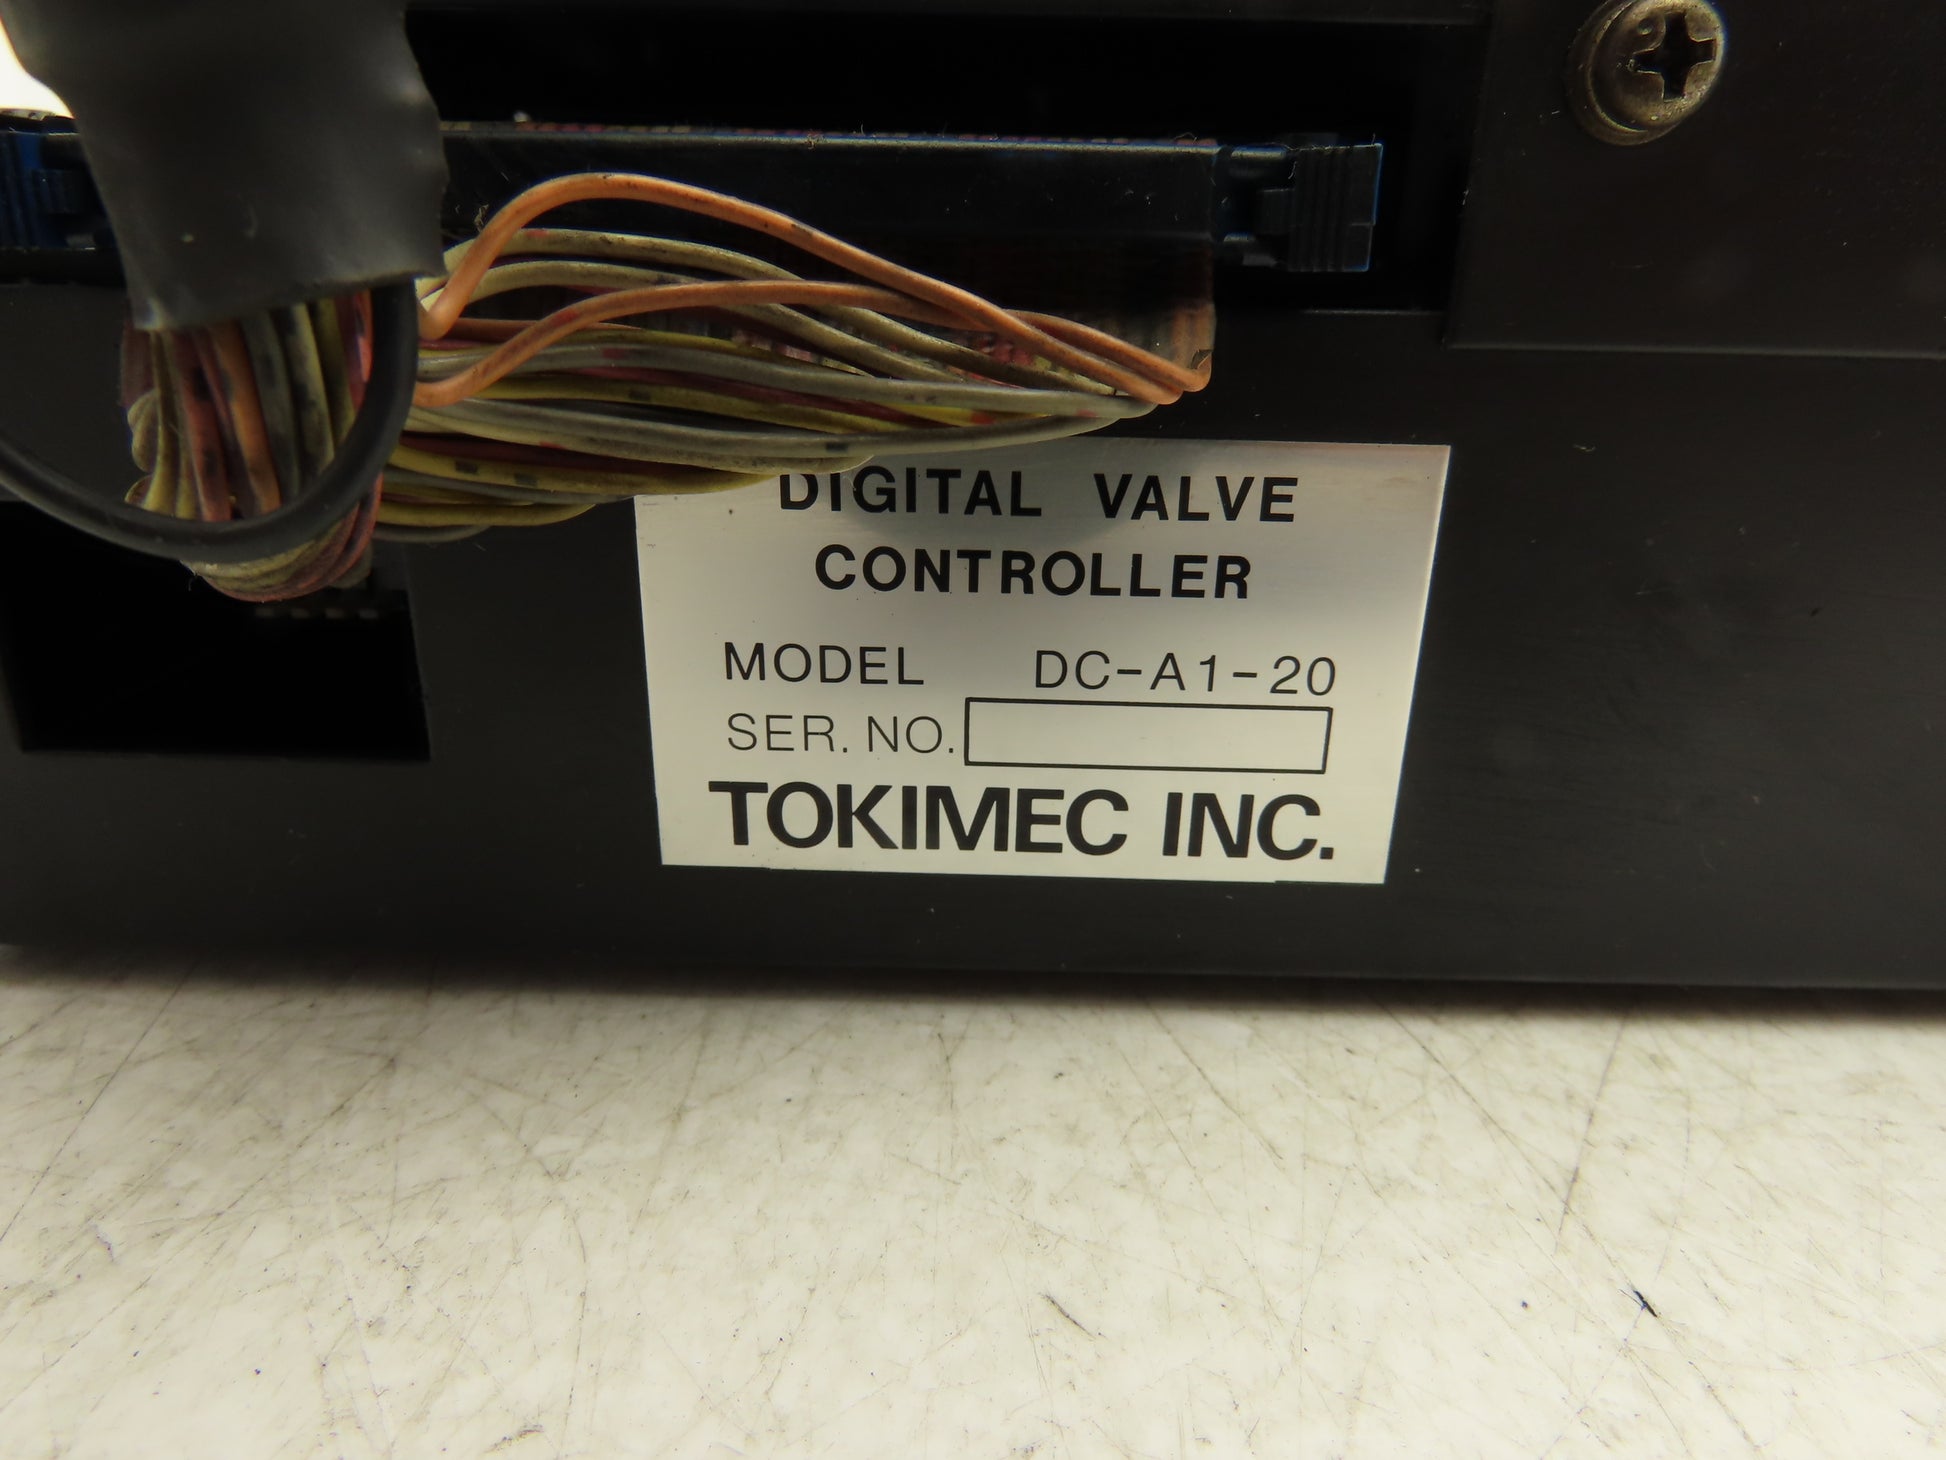 DIGITAL VALVE
CONTROLLER
MODEL DC-A1-20
SER. NO.
TOKIMEC INC.